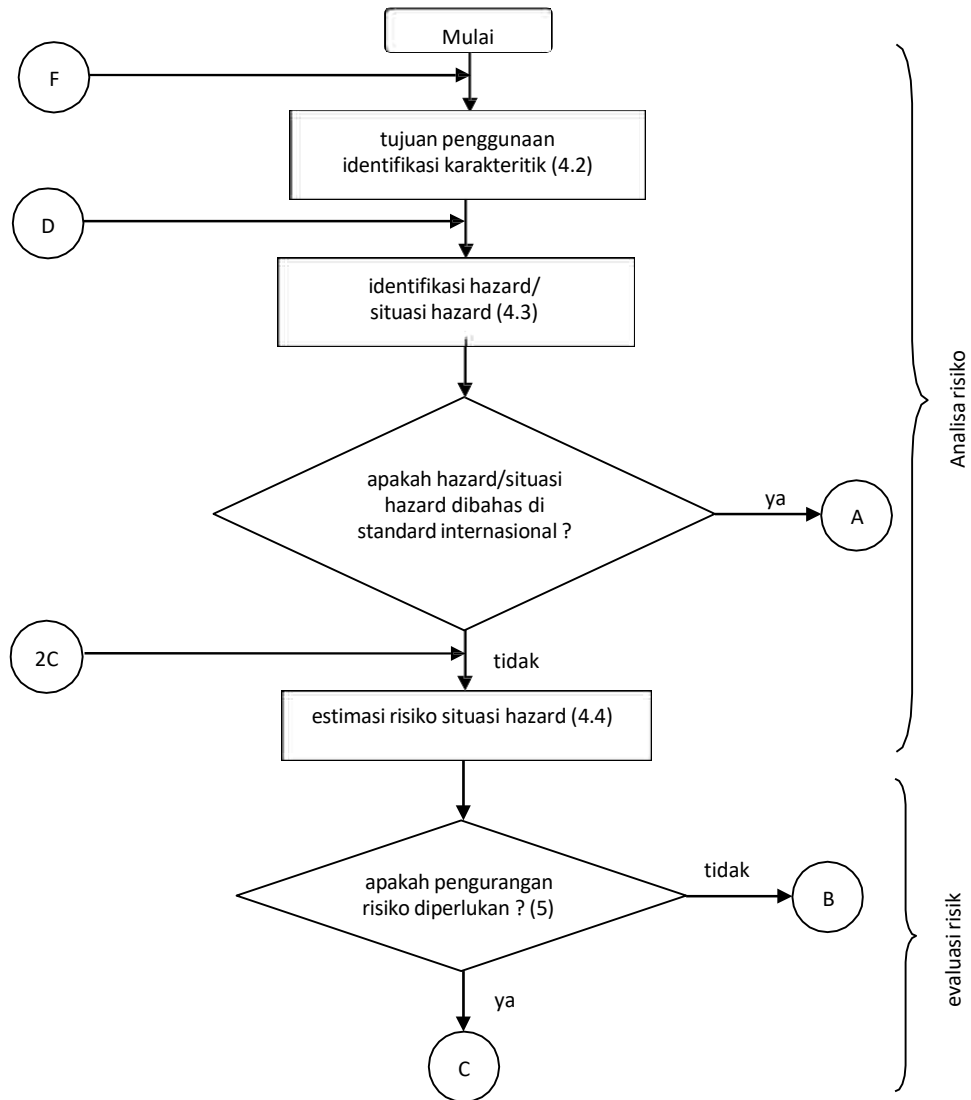 Mulai
F
tujuan penggunaan
identifikasi karakteritik (4.2)
D
identifikasi hazard/
situasi hazard (4.3)
apakah hazard/situasi
hazard dibahas di
standard internasional ?
ya
A
Analisa risiko
2C
tidak
estimasi risiko situasi hazard (4.4)
apakah pengurangan
risiko diperlukan ? (5)
tidak
B
evaluasi risik
ya
C